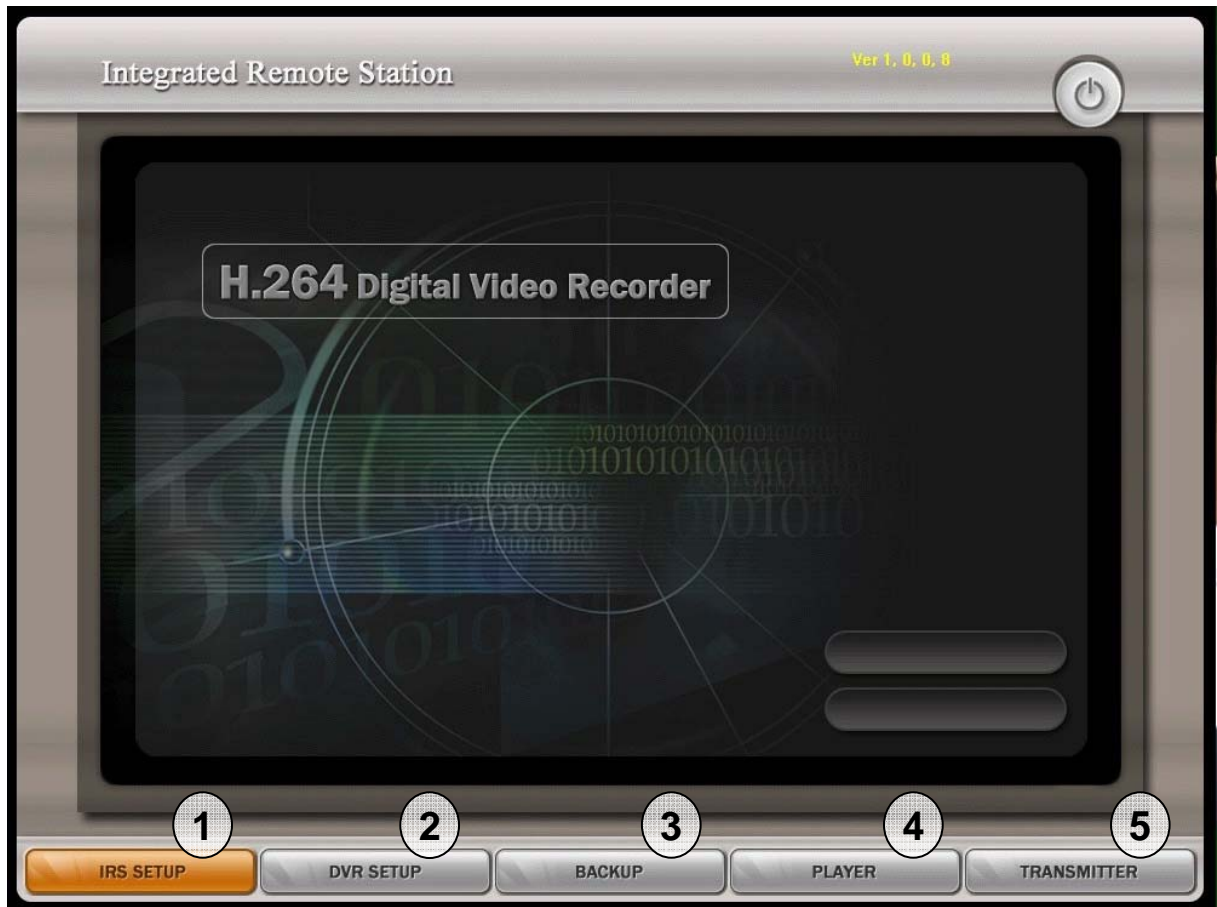 Integrated Remote Station
Ver 1, 0, 0, 8
H.264 Digital Video Recorder
1
2
3
4
5
IRS SETUP
DVR SETUP
BACKUP
PLAYER
TRANSMITTER